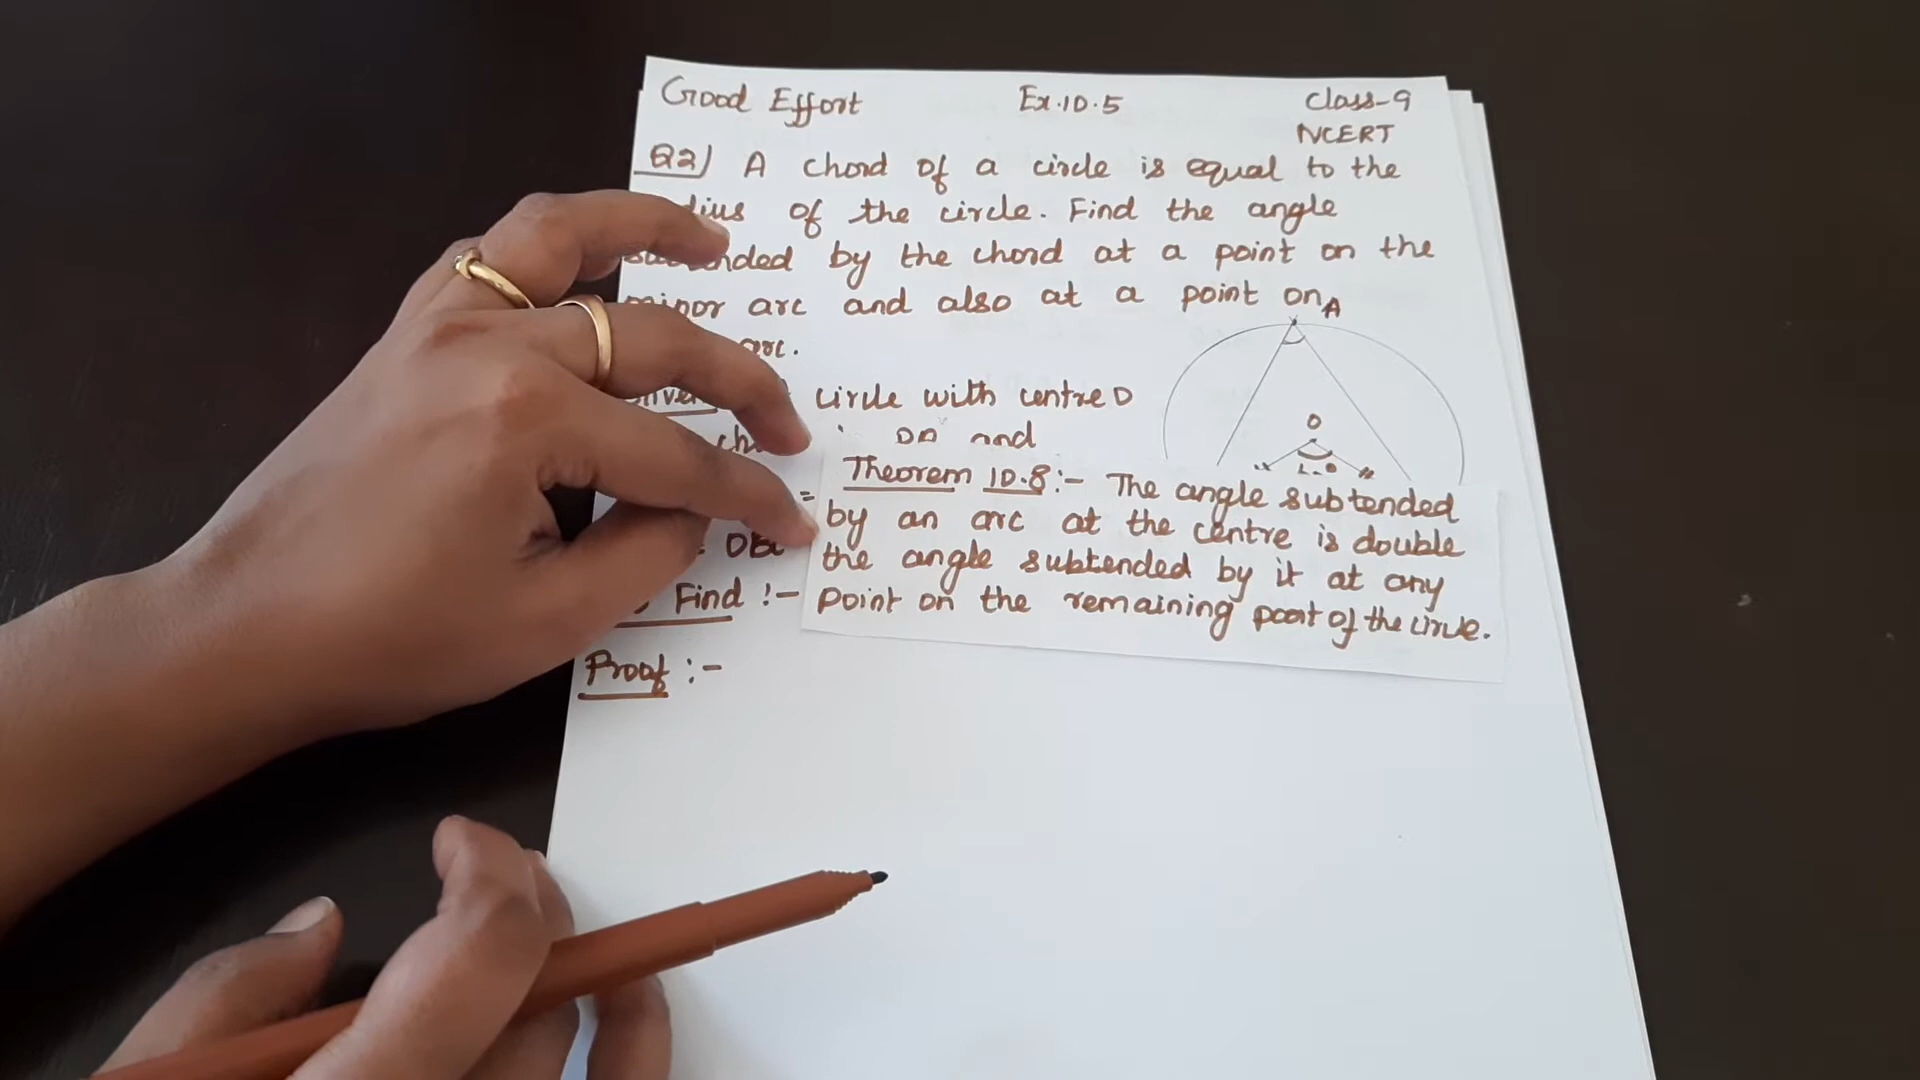 Good Effort Ex.10.5 Class-9
NCERT
Q2) A chord of a circle is equal to the
of the circle. Find the angle
by the chord at a point on the
arc and also at a point on
arc.
A
circle with centre O
and
O
Theorem 10.8:- The angle subtended
by an arc at the centre is double
the angle subtended by it at any
point on the remaining part of the circle.
=
Find :-
Proof :-